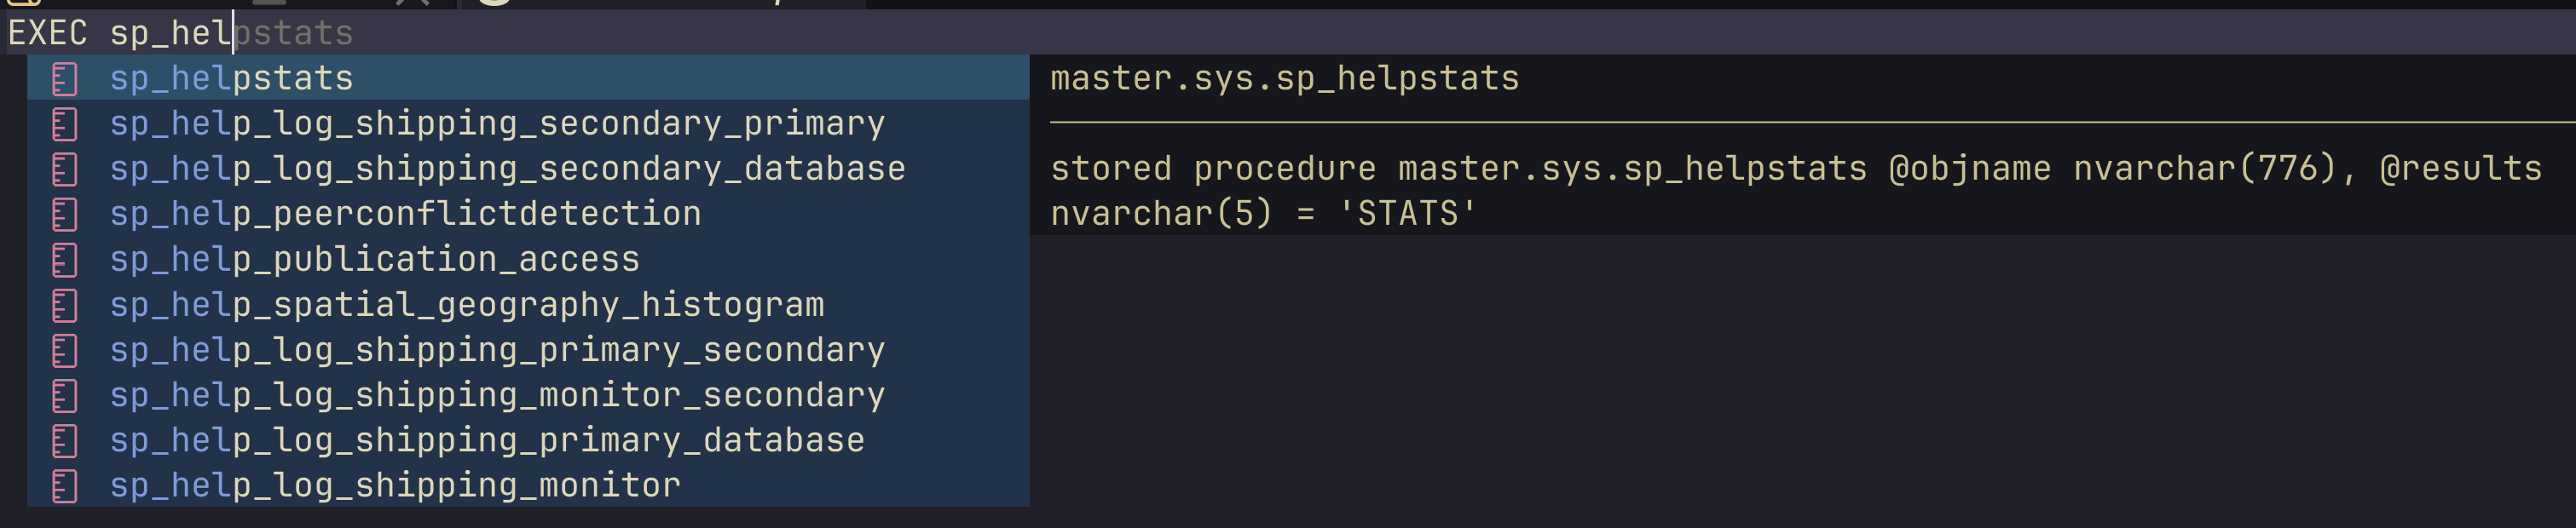 EXEC sp_helpstats
sp_helpstats
sp_help_log_shipping_secondary_primary
sp_help_log_shipping_secondary_database
sp_help_peerconflictdetection
sp_help_publication_access
sp_help_spatial_geography_histogram
sp_help_log_shipping_primary_secondary
sp_help_log_shipping_monitor_secondary
sp_help_log_shipping_primary_database
sp_help_log_shipping_monitor
master.sys.sp_helpstats
stored procedure master.sys.sp_helpstats @objname nvarchar(776), @results
nvarchar(5) = 'STATS'